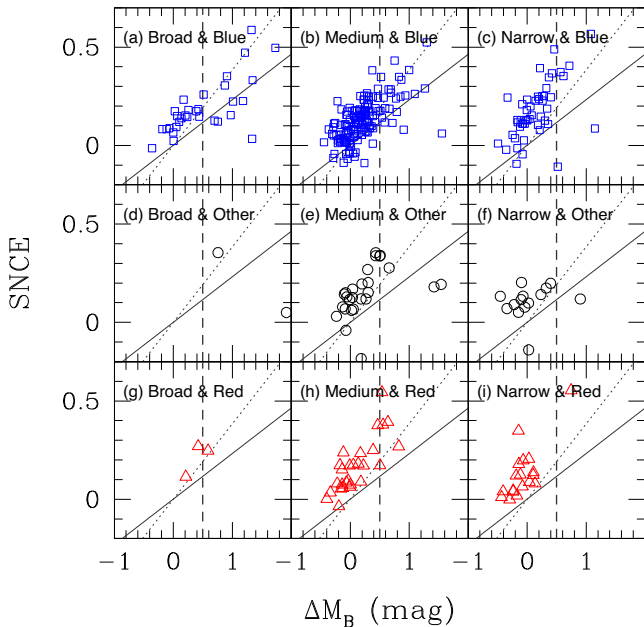 0.5
(a) Broad & Blue
(b) Medium & Blue
(c) Narrow & Blue
0
0.5
(d) Broad & Other
(e) Medium & Other
(f) Narrow & Other
SNCE
0
0.5
(g) Broad & Red
(h) Medium & Red
(i) Narrow & Red
0
−1 0 1 −1 0 1 −1 0 1
ΔM_B (mag)